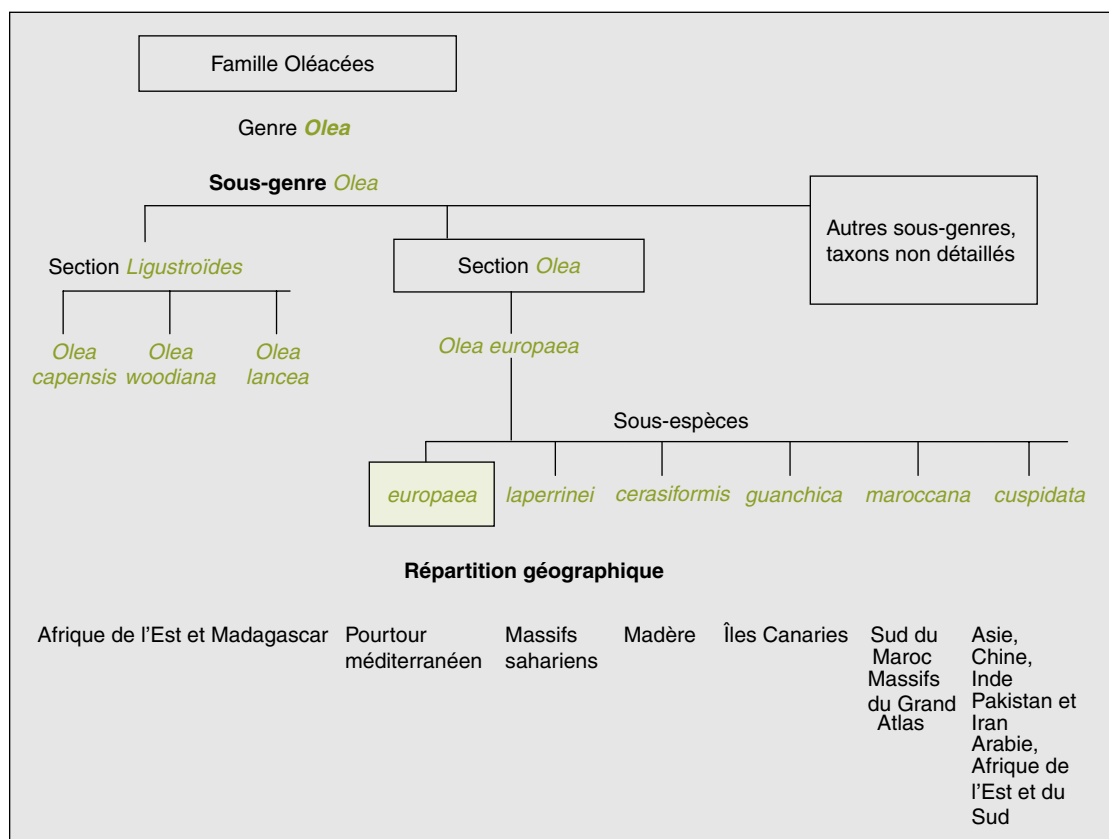 Famille Oléacées
Genre Olea
Sous-genre Olea
Autres sous-genres,
taxons non détaillés
Section Ligustroïdes
Section Olea
Olea
capensis
Olea
woodiana
Olea
lancea
Olea europaea
Sous-espèces
europaea
laperrinei
cerasiformis
guanchica
maroccana
cuspidata
Répartition géographique
Afrique de l'Est et Madagascar
Pourtour
méditerranéen
Massifs
sahariens
Madère
Îles Canaries
Sud du
Maroc
Massifs
du Grand
Atlas
Asie,
Chine,
Inde
Pakistan et
Iran
Arabie,
Afrique de
l'Est et du
Sud